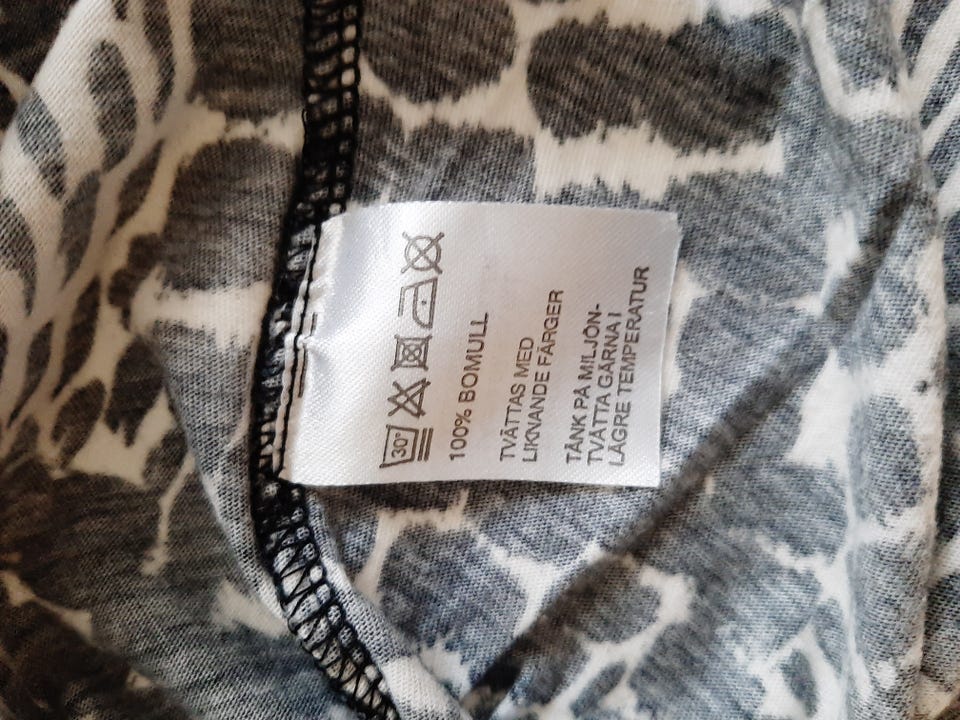 30°
100% BOMULL
TVÄTTAS MED
LIKNANDE FÄRGER
TÄNK PÅ MILJÖN-
TVÄTTA GÄRNA I
LÄGRE TEMPERATUR